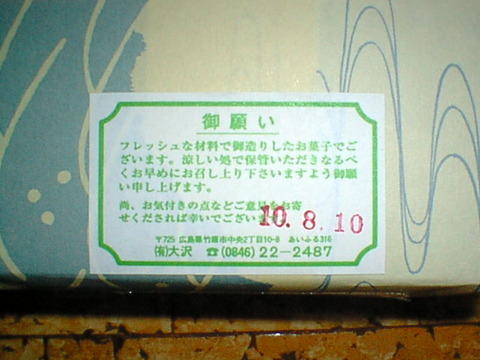 御願い
フレッシュな材料で御造りしたお菓子でご
ざいます。涼しい処で保管いただきなるべ
くお早めにお召し上り下さいますよう御願
い申し上げます。
尚、お気付きの点などご意見をお寄
せくだされば幸いでございます。
10.8.10
〒725 広島県竹原市中央2丁目10-8 あいふる316
(有)大沢 ☎(0846)22-2487